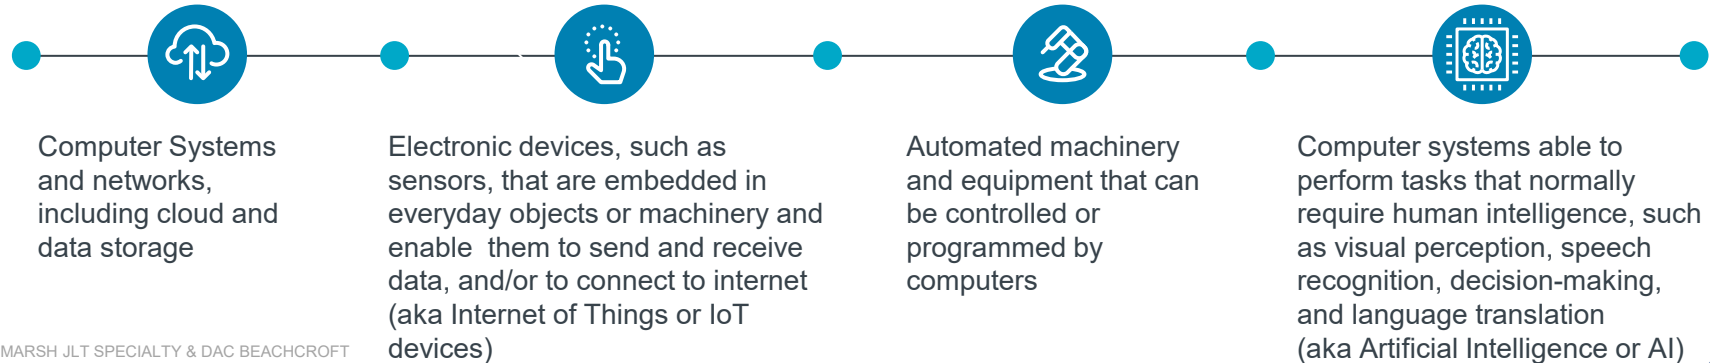 Computer Systems
and networks,
including cloud and
data storage
Electronic devices, such as
sensors, that are embedded in
everyday objects or machinery and
enable  them to send and receive
data, and/or to connect to internet
(aka Internet of Things or IoT
devices)
Automated machinery
and equipment that can
be controlled or
programmed by
computers
Computer systems able to
perform tasks that normally
require human intelligence, such
as visual perception, speech
recognition, decision-making,
and language translation
(aka Artificial Intelligence or AI)
MARSH JLT SPECIALTY & DAC BEACHCROFT